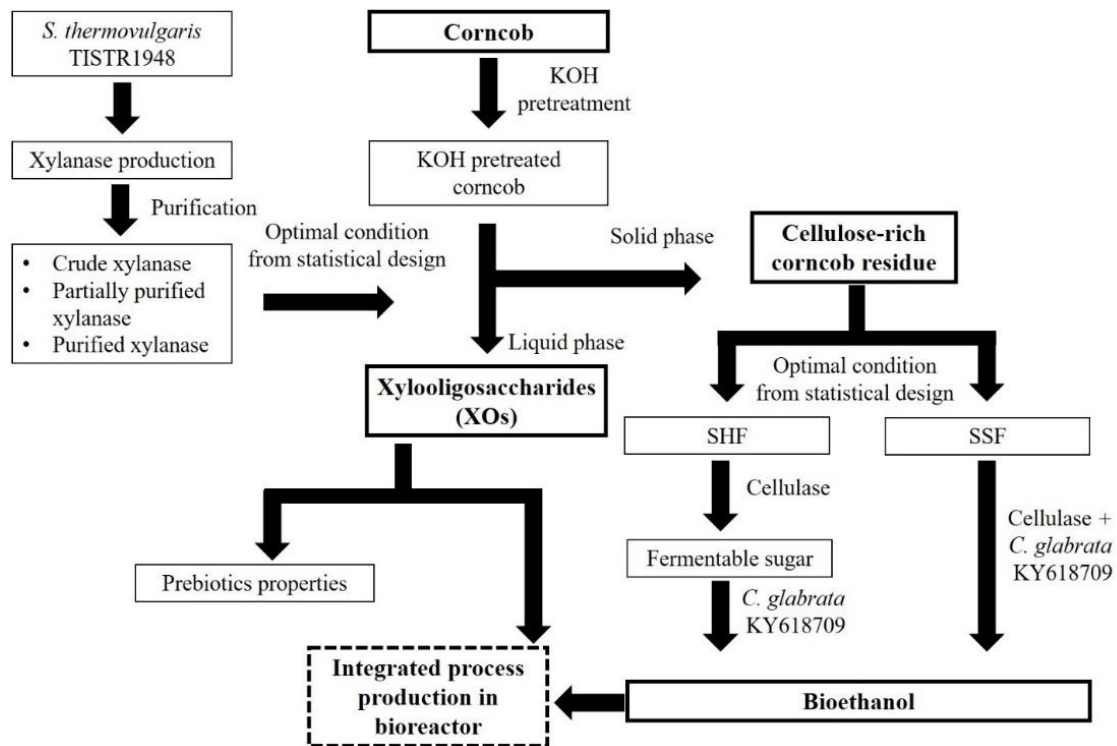 S. thermovulgaris
TISTR1948
Xylanase production
Purification
• Crude xylanase
• Partially purified
xylanase
• Purified xylanase
Optimal condition
from statistical design
Corncob
KOH
pretreatment
KOH pretreated
corncob
Solid phase
Liquid phase
Cellulose-rich
corncob residue
Xylooligosaccharides
(XOs)
Prebiotics properties
Optimal condition
from statistical design
SHF
Cellulase
Fermentable sugar
C. glabrata
KY618709
SSF
Cellulase +
C. glabrata
KY618709
Bioethanol
Integrated process
production in
bioreactor